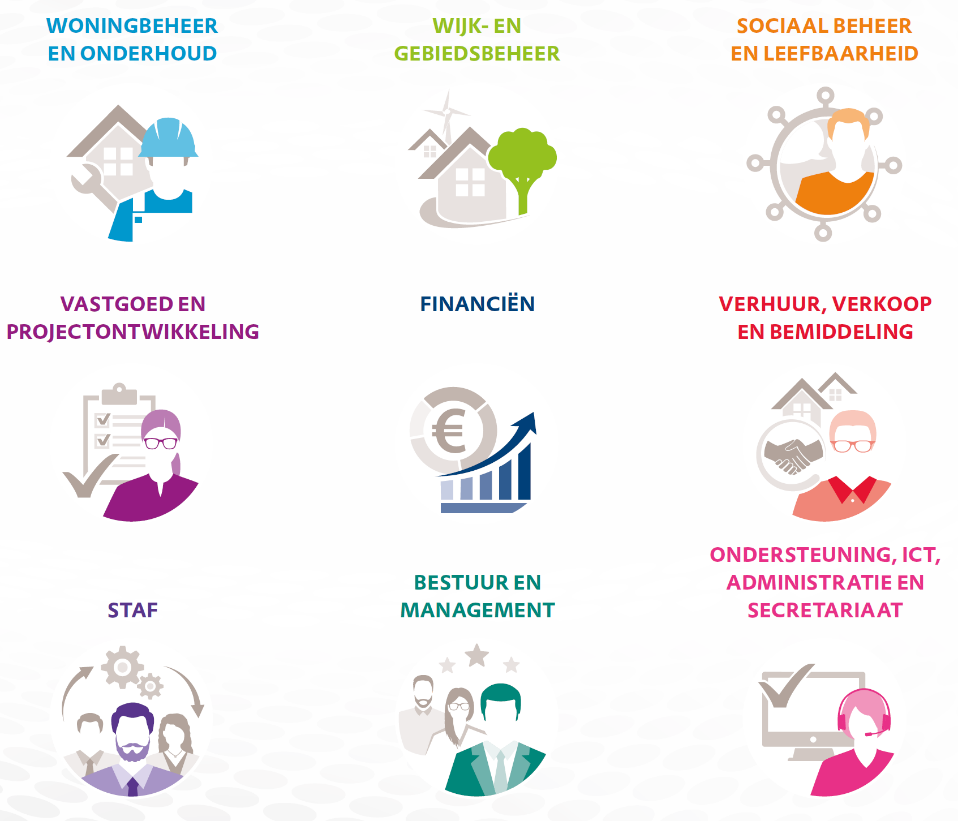 WONINGBEHEER
EN ONDERHOUD
WIJK- EN
GEBIEDSBEHEER
SOCIAAL BEHEER
EN LEEFBAARHEID
VASTGOED EN
PROJECTONTWIKKELING
FINANCIËN
€
VERHUUR, VERKOOP
EN BEMIDDELING
STAF
BESTUUR EN
MANAGEMENT
ONDERSTEUNING, ICT,
ADMINISTRATIE EN
SECRETARIAAT